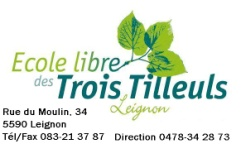 Ecole libre
des Trois Tilleuls
Leignon
Rue du Moulin, 34
5590 Leignon
Tél/Fax 083-21 37 87 Direction 0478-34 28 73